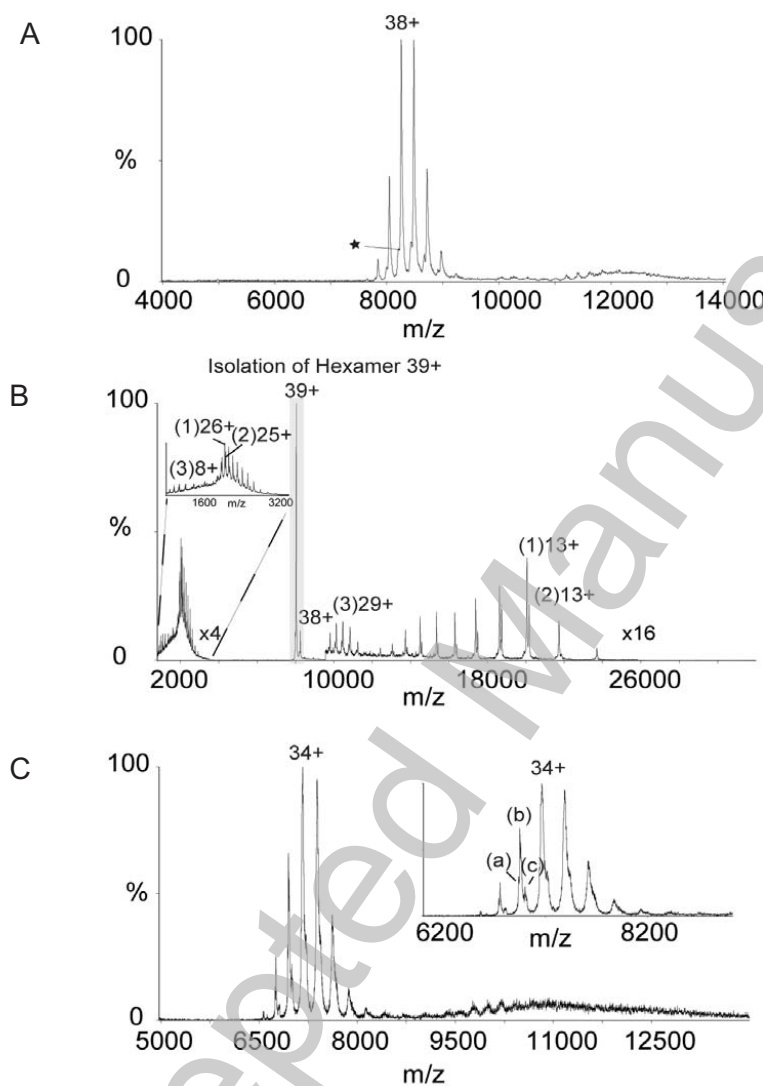 A
100
38+
%
★
0
4000 6000 8000 10000 12000 14000
m/z
Isolation of Hexamer 39+
B
100
39+
(1)26+
(2)25+
(3)8+
1600 m/z 3200
%
(1)13+
38+
(3)29+
(2)13+
x4
x16
0
2000 10000 18000 26000
m/z
C
100
34+
34+
(b)
(a)
(c)
%
6200 8200
m/z
0
5000 6500 8000 9500 11000 12500
m/z
epted Manus